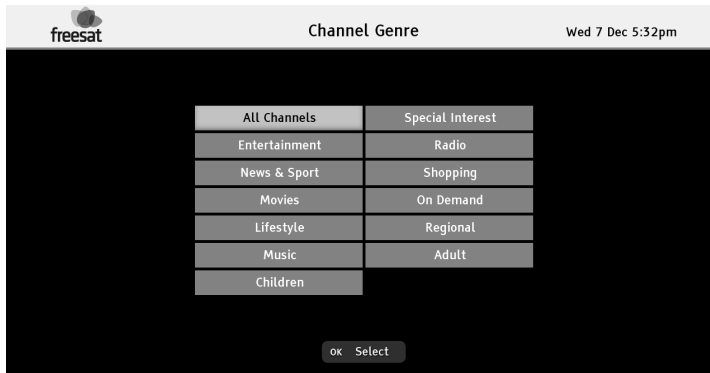 freesat
Channel Genre
Wed 7 Dec 5:32pm
All Channels
Special Interest
Entertainment
Radio
News & Sport
Shopping
Movies
On Demand
Lifestyle
Regional
Music
Adult
Children
OK Select